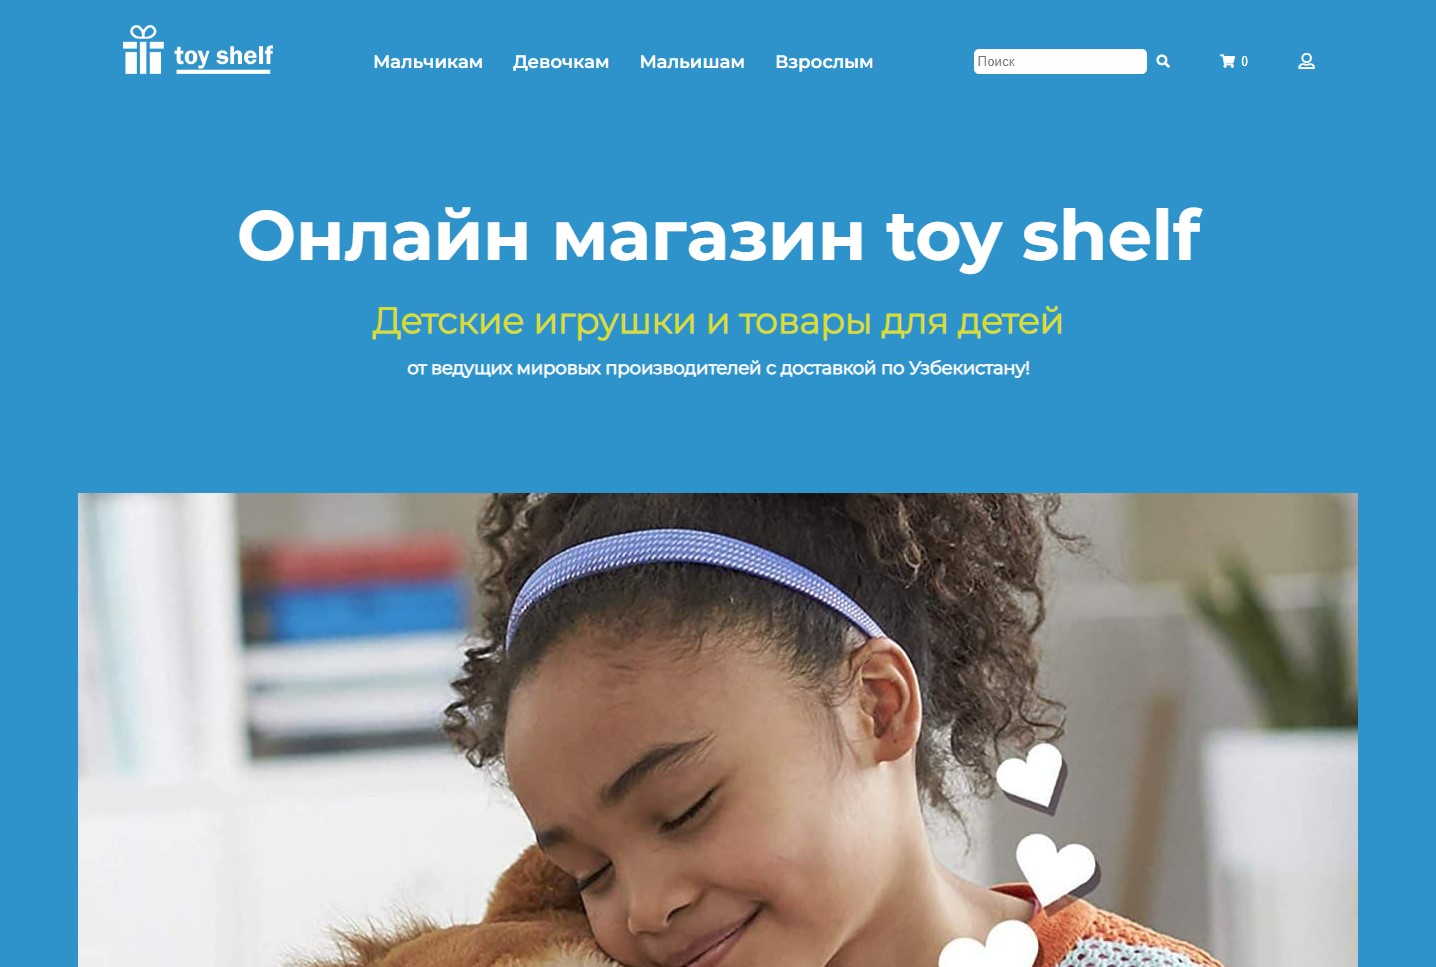 toy shelf
Мальчикам Девочкам Малышам Взрослым
Поиск
0
Онлайн магазин toy shelf
Детские игрушки и товары для детей
от ведущих мировых производителей с доставкой по Узбекистану!